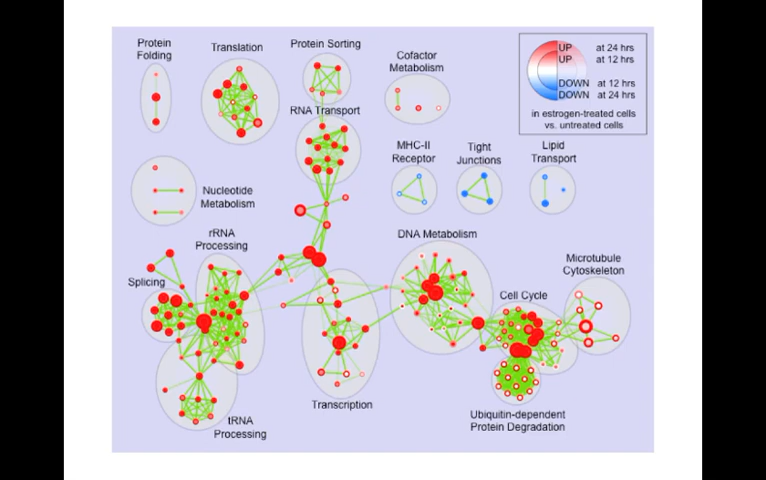 Protein
Folding
Translation
Protein Sorting
Cofactor
Metabolism
UP at 24 hrs
UP at 12 hrs
DOWN at 12 hrs
DOWN at 24 hrs
in estrogen-treated cells
vs. untreated cells
RNA Transport
MHC-II
Receptor
Tight
Junctions
Lipid
Transport
Nucleotide
Metabolism
rRNA
Processing
DNA Metabolism
Microtubule
Cytoskeleton
Splicing
Cell Cycle
Transcription
tRNA
Processing
Ubiquitin-dependent
Protein Degradation